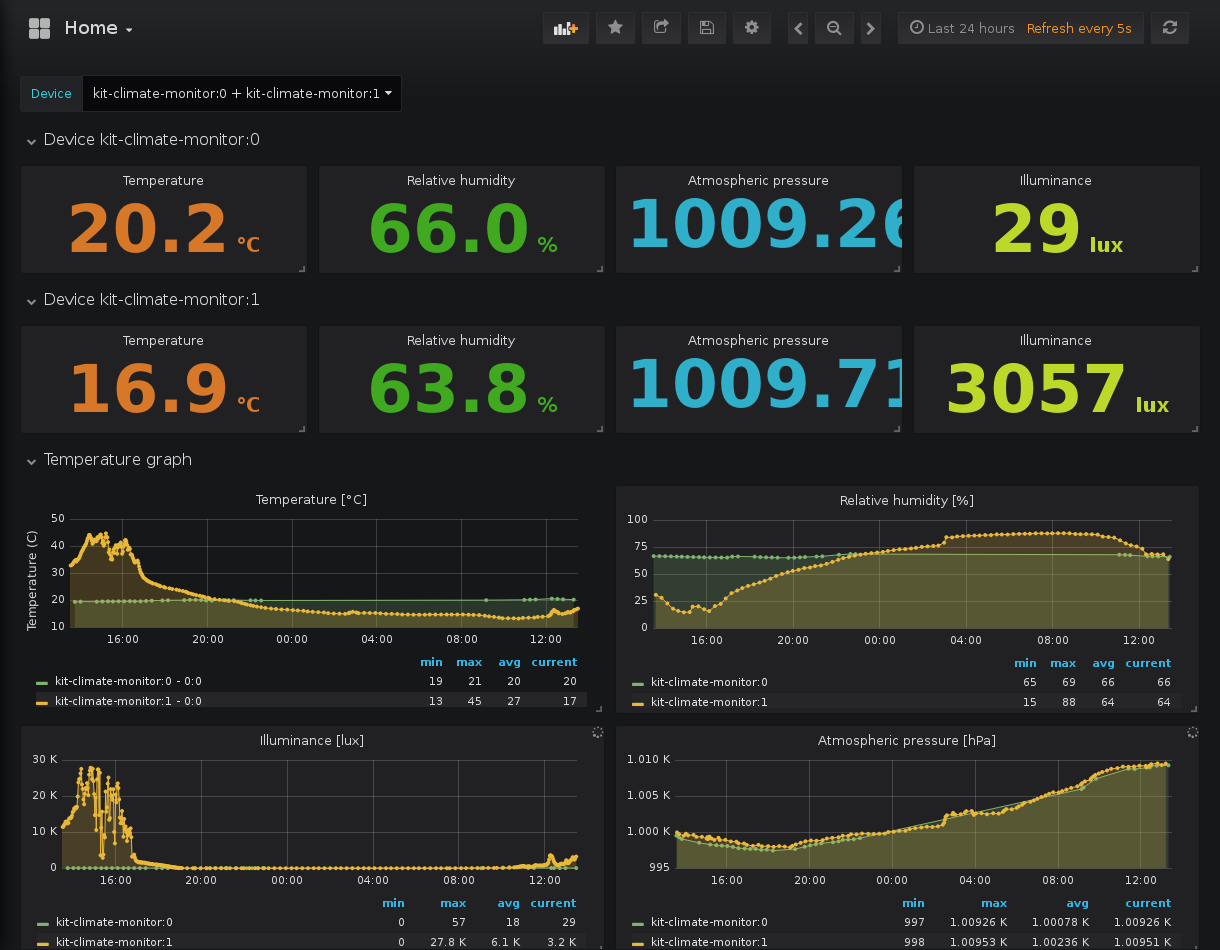 Home
Last 24 hours Refresh every 5s
Device kit-climate-monitor:0 + kit-climate-monitor:1
Device kit-climate-monitor:0
Temperature Relative humidity Atmospheric pressure Illuminance
20.2 °C 66.0 % 1009.26 29 lux
Device kit-climate-monitor:1
Temperature Relative humidity Atmospheric pressure Illuminance
16.9 °C 63.8 % 1009.71 3057 lux
Temperature graph
Temperature [°C]
Temperature (C)
50
40
30
20
10
16:00 20:00 00:00 04:00 08:00 12:00
min max avg current
kit-climate-monitor:0 - 0:0 19 21 20 20
kit-climate-monitor:1 - 0:0 13 45 27 17
Relative humidity [%]
100
75
50
25
0
16:00 20:00 00:00 04:00 08:00 12:00
min max avg current
kit-climate-monitor:0 65 69 66 66
kit-climate-monitor:1 15 88 64 64
Illuminance [lux]
30 K
20 K
10 K
0
16:00 20:00 00:00 04:00 08:00 12:00
min max avg current
kit-climate-monitor:0 0 57 18 29
kit-climate-monitor:1 0 27.8 K 6.1 K 3.2 K
Atmospheric pressure [hPa]
1.010 K
1.005 K
1.000 K
995
16:00 20:00 00:00 04:00 08:00 12:00
min max avg current
kit-climate-monitor:0 997 1.00926 K 1.00078 K 1.00926 K
kit-climate-monitor:1 998 1.00953 K 1.00236 K 1.00951 K